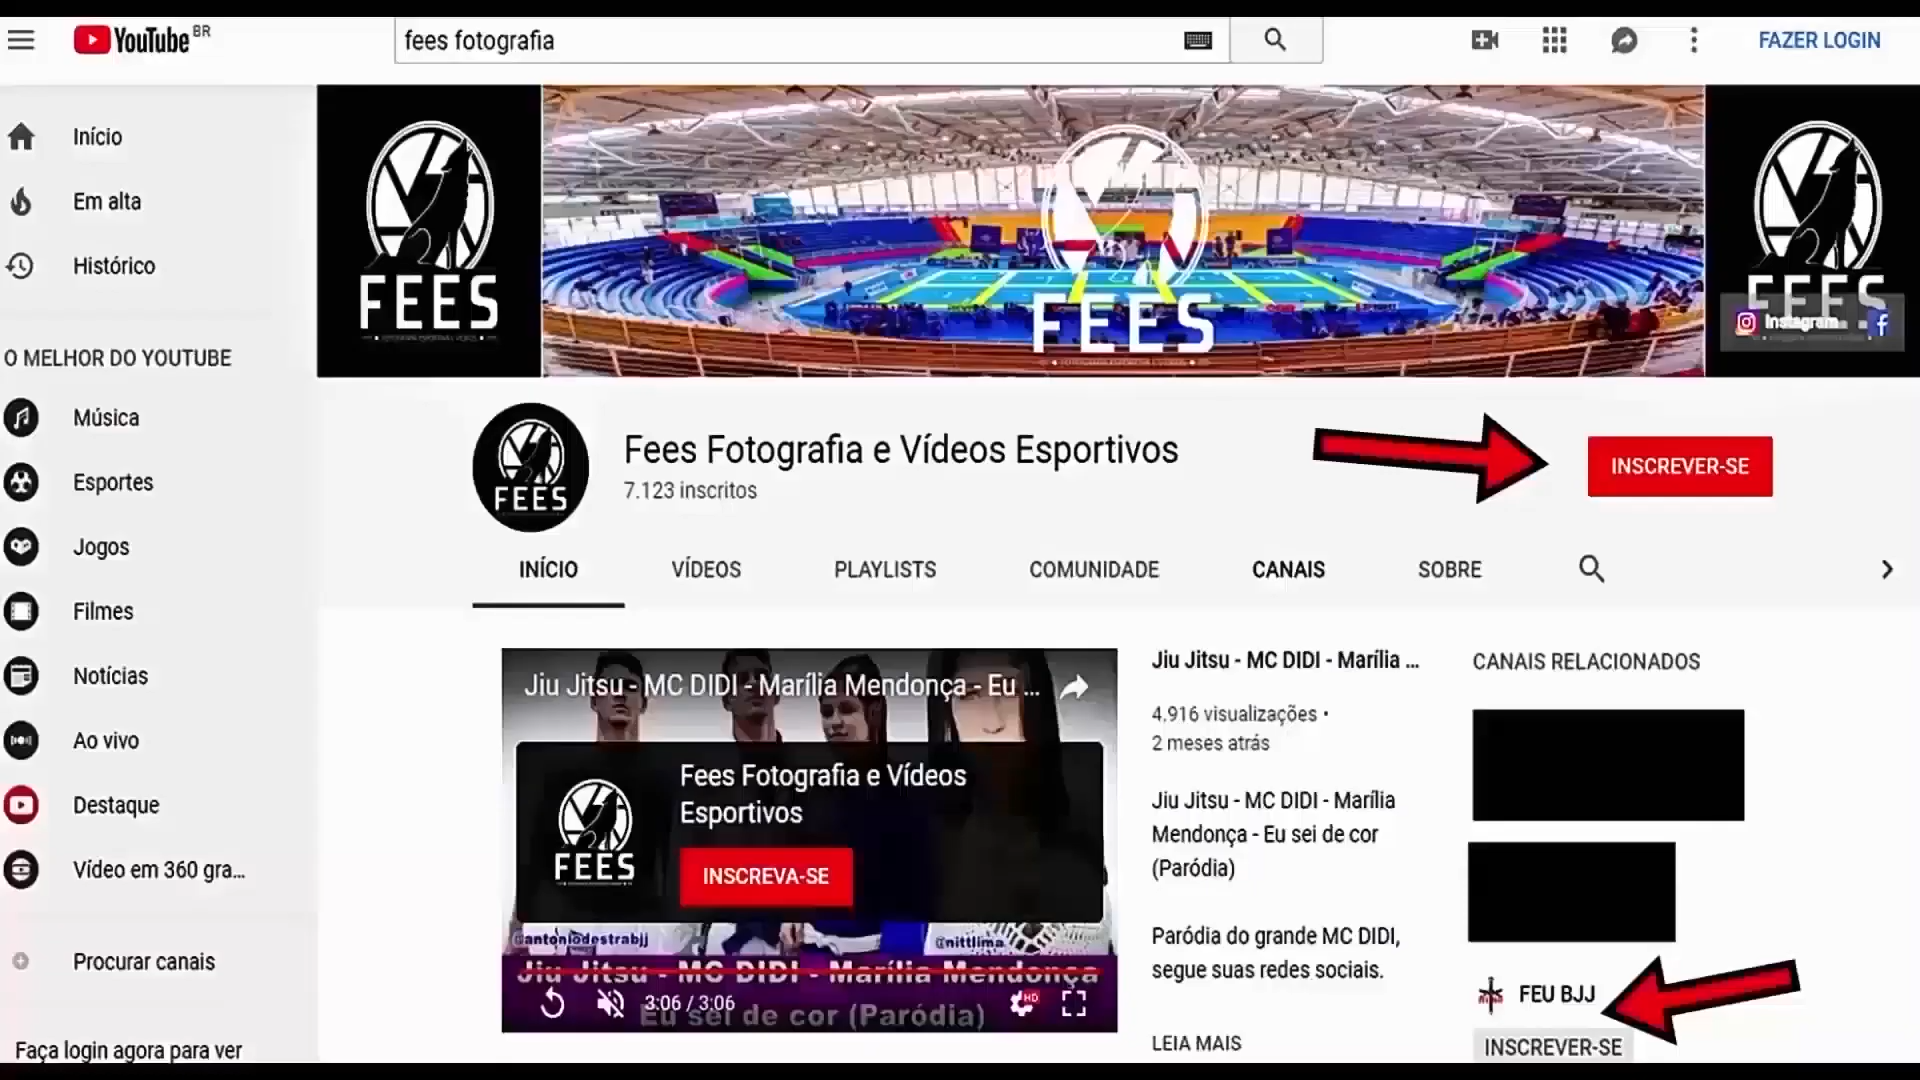 YouTube BR
fees fotografia
FAZER LOGIN
Início
Em alta
Histórico
O MELHOR DO YOUTUBE
Música
Esportes
Jogos
Filmes
Notícias
Ao vivo
Destaque
Vídeo em 360 gra...
Procurar canais
Faça login agora para ver
FEES
FEES
FEES
Instagram
Fees Fotografia e Vídeos Esportivos
7.123 inscritos
INSCREVER-SE
FEES
INÍCIO
VÍDEOS
PLAYLISTS
COMUNIDADE
CANAIS
SOBRE
Jiu Jitsu - MC DIDI - Marília Mendonça - Eu ...
Fees Fotografia e Vídeos
Esportivos
FEES
INSCREVA-SE
@antoniodestrabjj
@nittlima
Jiu Jitsu - MC DIDI - Marília Mendonça
3:06 / 3:06
HD
Eu sei de cor (Paródia)
Jiu Jitsu - MC DIDI - Marília ...
4.916 visualizações •
2 meses atrás
Jiu Jitsu - MC DIDI - Marília
Mendonça - Eu sei de cor
(Paródia)
Paródia do grande MC DIDI,
segue suas redes sociais.
LEIA MAIS
CANAIS RELACIONADOS
FEU BJJ
INSCREVER-SE